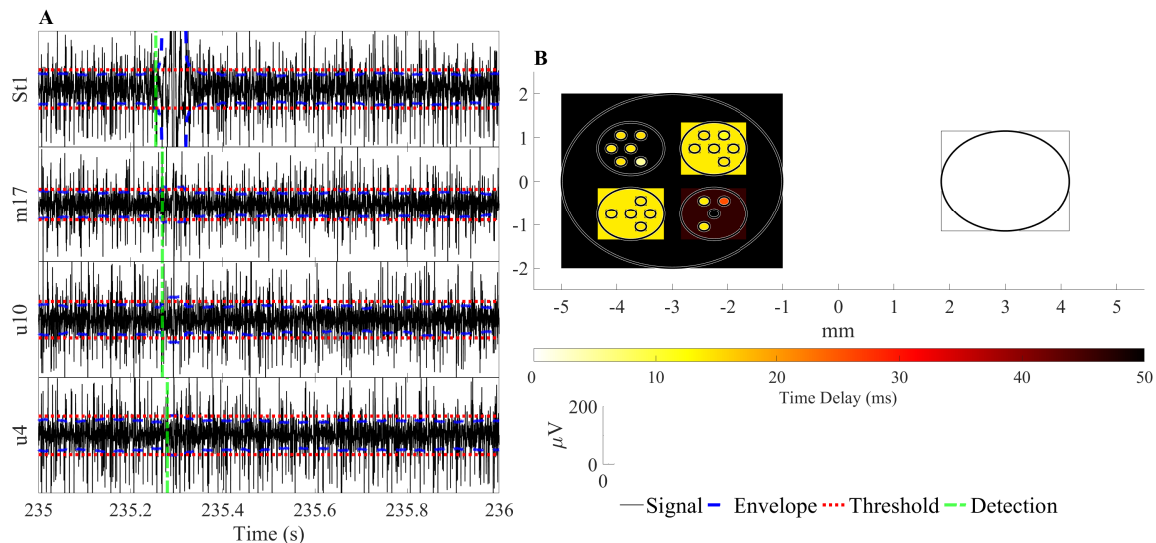 A
St1
m17
u10
u4
235 235.2 235.4 235.6 235.8 236
Time (s)
B
2
1
0
-1
-2
-5 -4 -3 -2 -1 0 1 2 3 4 5
mm
0 10 20 30 40 50
Time Delay (ms)
200
μV
0
0
Signal Envelope Threshold Detection